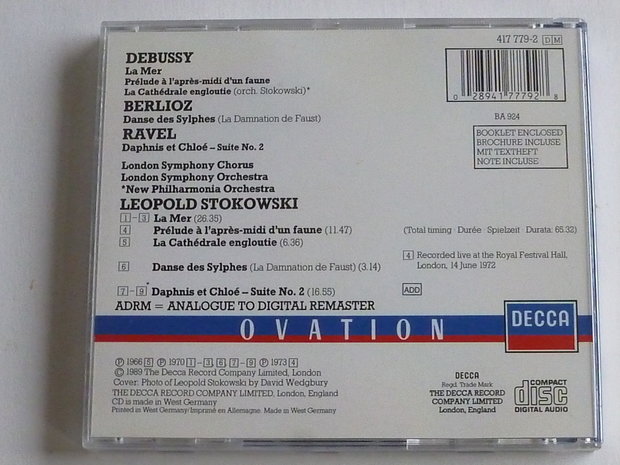 417 779-2 DM
DEBUSSY
La Mer
Prélude à l'après-midi d'un faune
La Cathédrale engloutie (orch. Stokowski)*
BERLIOZ
Danse des Sylphes (La Damnation de Faust)
RAVEL
Daphnis et Chloé – Suite No. 2
0 28941 77792 8
BA 924
BOOKLET ENCLOSED
BROCHURE INCLUSE
MIT TEXTHEFT
NOTE INCLUSE
London Symphony Chorus
London Symphony Orchestra
*New Philharmonia Orchestra
LEOPOLD STOKOWSKI
1-3 La Mer (26.35)
4 Prélude à l'après-midi d'un faune (11.47)
5 La Cathédrale engloutie (6.36)
6 Danse des Sylphes (La Damnation de Faust) (3.14)
7-9 Daphnis et Chloé – Suite No. 2 (16.55)
(Total timing · Durée · Spielzeit · Durata: 65.32)
4 Recorded live at the Royal Festival Hall,
London, 14 June 1972
ADD
ADRM = ANALOGUE TO DIGITAL REMASTER
OVATION
DECCA
℗ 1966 5 ℗ 1970 1-3, 6, 7-9 ℗ 1973 4
© 1989 The Decca Record Company Limited, London
Cover: Photo of Leopold Stokowski by David Wedgbury
THE DECCA RECORD COMPANY LIMITED, London, England
CD is made in West Germany
Printed in West Germany/Imprimé en Allemagne. Made in West Germany
DECCA
Regd. Trade Mark
THE DECCA RECORD
COMPANY LIMITED
London, England
COMPACT
disc
DIGITAL AUDIO